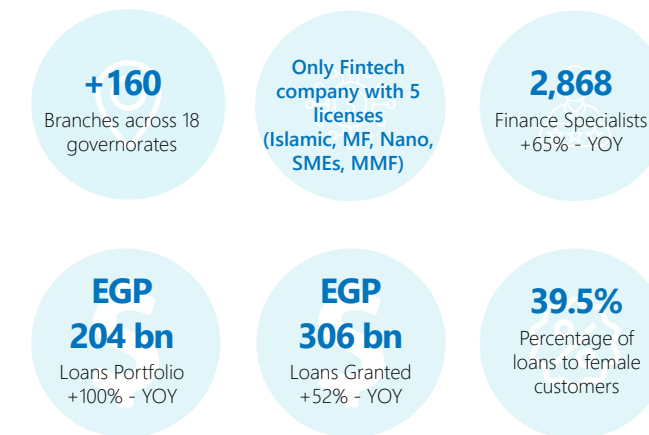 +160
Branches across 18
governorates
Only Fintech
company with 5
licenses
(Islamic, MF, Nano,
SMEs, MMF)
2,868
Finance Specialists
+65% - YOY
EGP
204 bn
Loans Portfolio
+100% - YOY
EGP
306 bn
Loans Granted
+52% - YOY
39.5%
Percentage of
loans to female
customers